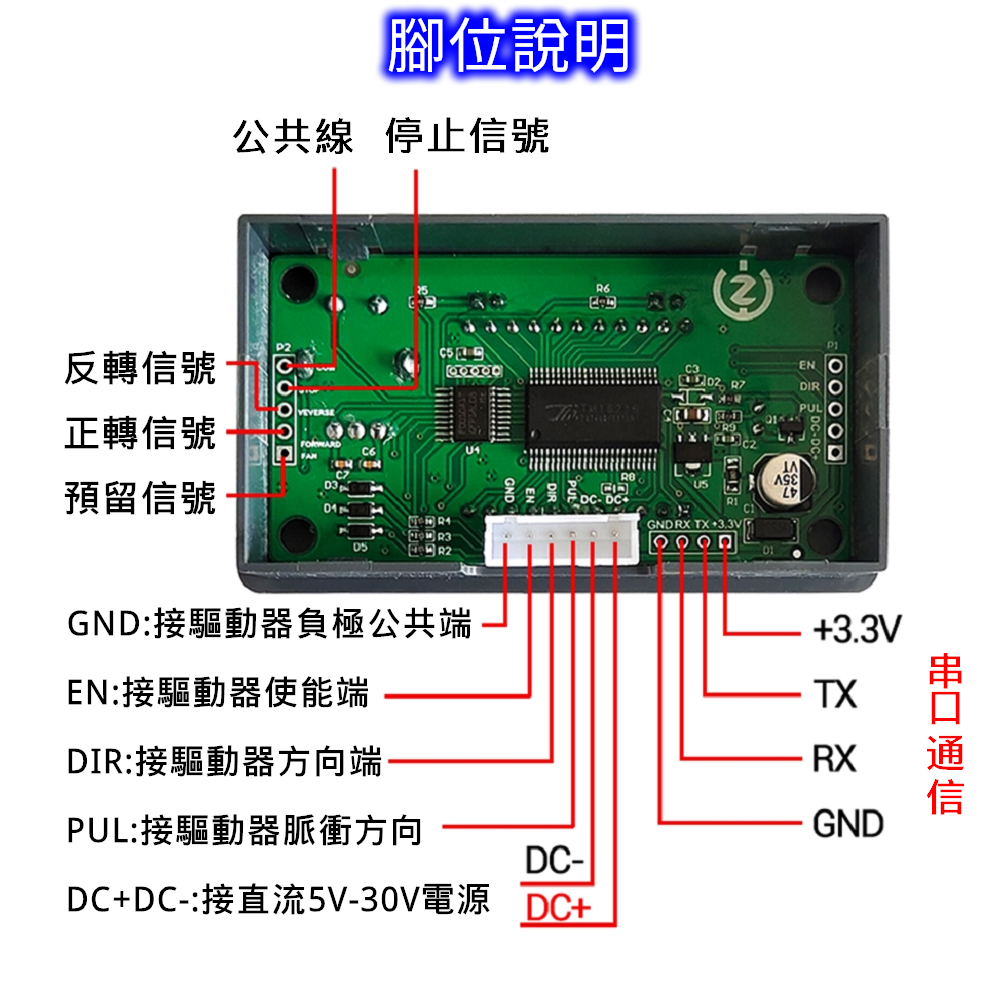 腳位說明
公共線 停止信號
反轉信號
正轉信號
預留信號
P2
STOP
VEVERSE
FORWARD
FAN
R5
R6
C5
U4
C3
D2
R7
C4
R9
C2
U5
R8
R1
Q1
C1
D1
47
35V
VT
P1
EN
DIR
PUL
DC-
DC+
C7
C6
D3
D4
D5
R4
R3
R2
GND EN DIR PUL DC- DC+
GND RX TX +3.3V
GND:接驅動器負極公共端
EN:接驅動器使能端
DIR:接驅動器方向端
PUL:接驅動器脈衝方向
DC+DC-:接直流5V-30V電源
DC-
DC+
+3.3V
TX
RX
GND
串口通信